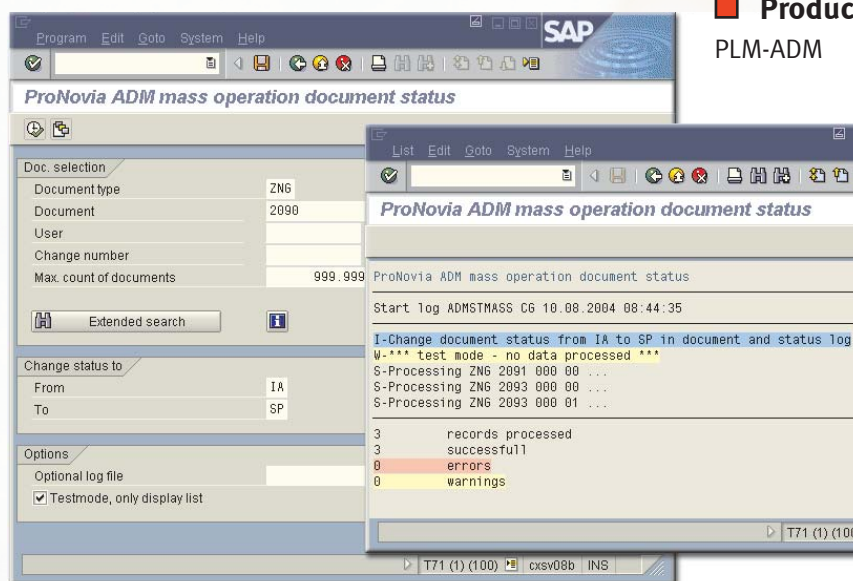 Produc
PLM-ADM
SAP
Program Edit Goto System Help
ProNovia ADM mass operation document status
Doc. selection
Document type ZNG
Document 2090
User
Change number
Max. count of documents 999.999
Extended search
Change status to
From IA
To SP
Options
Optional log file
Testmode, only display list
T71 (1) (100) cxsv08b INS
List Edit Goto System Help
ProNovia ADM mass operation document status
ProNovia ADM mass operation document status
Start log ADMSTMASS CG 10.08.2004 08:44:35
I-Change document status from IA to SP in document and status log
W-*** test mode - no data processed ***
S-Processing ZNG 2091 000 00 ...
S-Processing ZNG 2093 000 00 ...
S-Processing ZNG 2093 000 01 ...
3 records processed
3 successfull
0 errors
0 warnings
T71 (1) (100